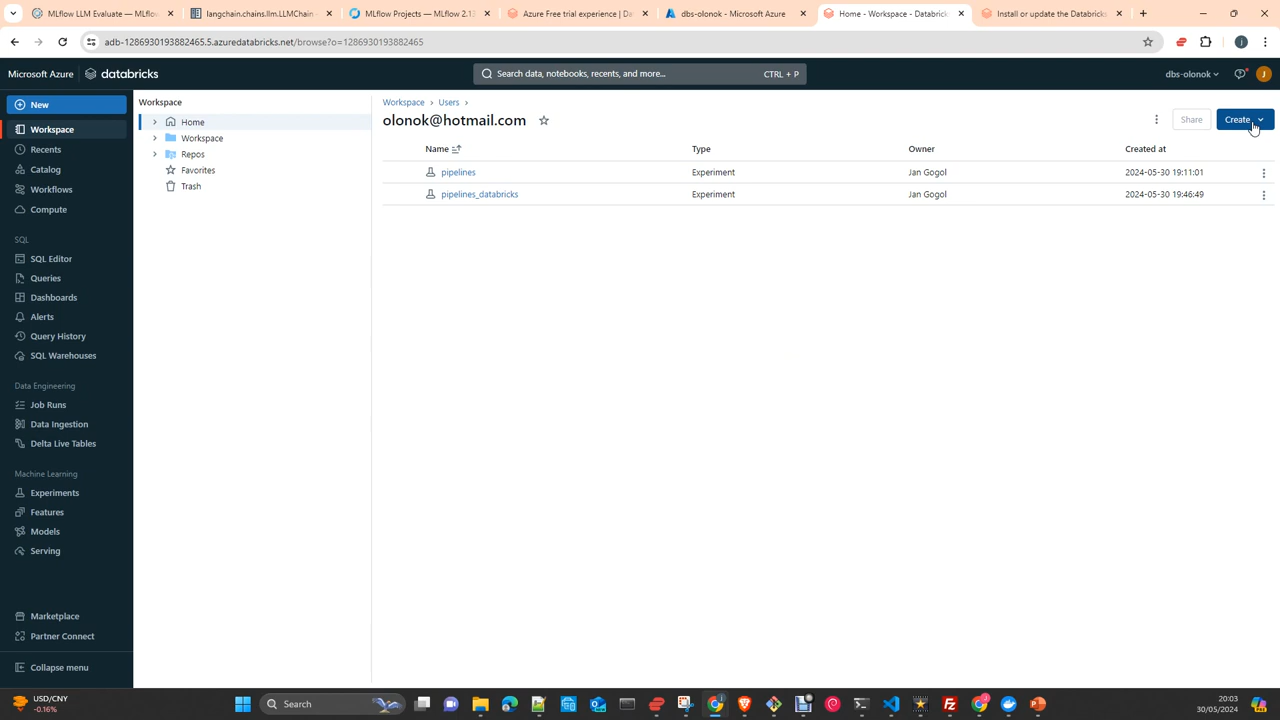 MLflow LLM Evaluate — MLflow
langchain.chains.llm.LLMChain
MLflow Projects — MLflow 2.13
Azure Free trial experience | Da
dbs-olonok - Microsoft Azure
Home - Workspace - Databricks
Install or update the Databricks
adb-1286930193882465.5.azuredatabricks.net/browse?o=1286930193882465
Microsoft Azure
databricks
Search data, notebooks, recents, and more...
CTRL + P
dbs-olonok
J
New
Workspace
Recents
Catalog
Workflows
Compute
SQL
SQL Editor
Queries
Dashboards
Alerts
Query History
SQL Warehouses
Data Engineering
Job Runs
Data Ingestion
Delta Live Tables
Machine Learning
Experiments
Features
Models
Serving
Marketplace
Partner Connect
Collapse menu
Workspace
Home
Workspace
Repos
Favorites
Trash
Workspace › Users ›
olonok@hotmail.com
Share
Create
Name Type Owner Created at
pipelines Experiment Jan Gogol 2024-05-30 19:11:01
pipelines_databricks Experiment Jan Gogol 2024-05-30 19:46:49
USD/CNY
-0.16%
Search
20:03
30/05/2024